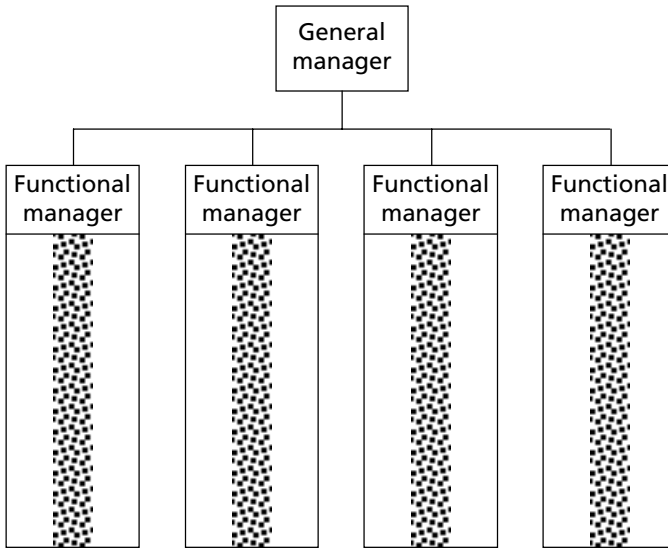 General
manager
Functional
manager
Functional
manager
Functional
manager
Functional
manager